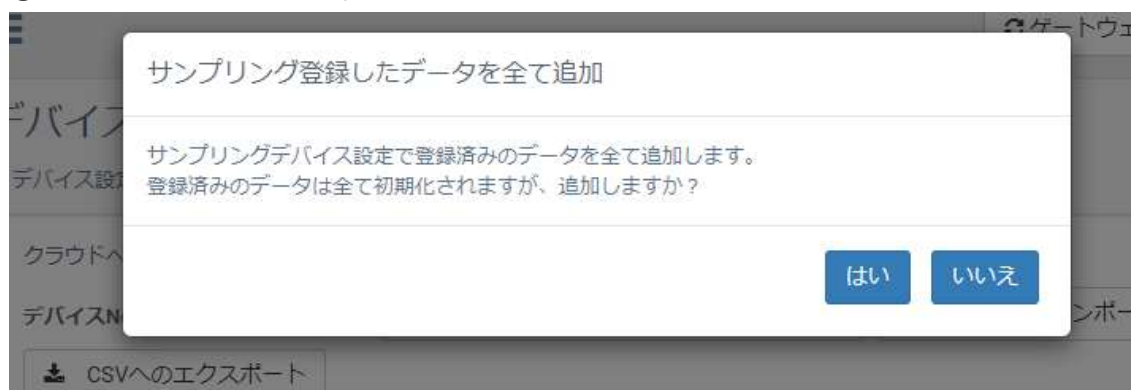 ゲートウェ
サンプリング登録したデータを全て追加
デバイス
サンプリングデバイス設定で登録済みのデータを全て追加します。
デバイス設定
登録済みのデータは全て初期化されますが、追加しますか?
クラウドへ
はい
いいえ
デバイスN
ンポー
CSVへのエクスポート